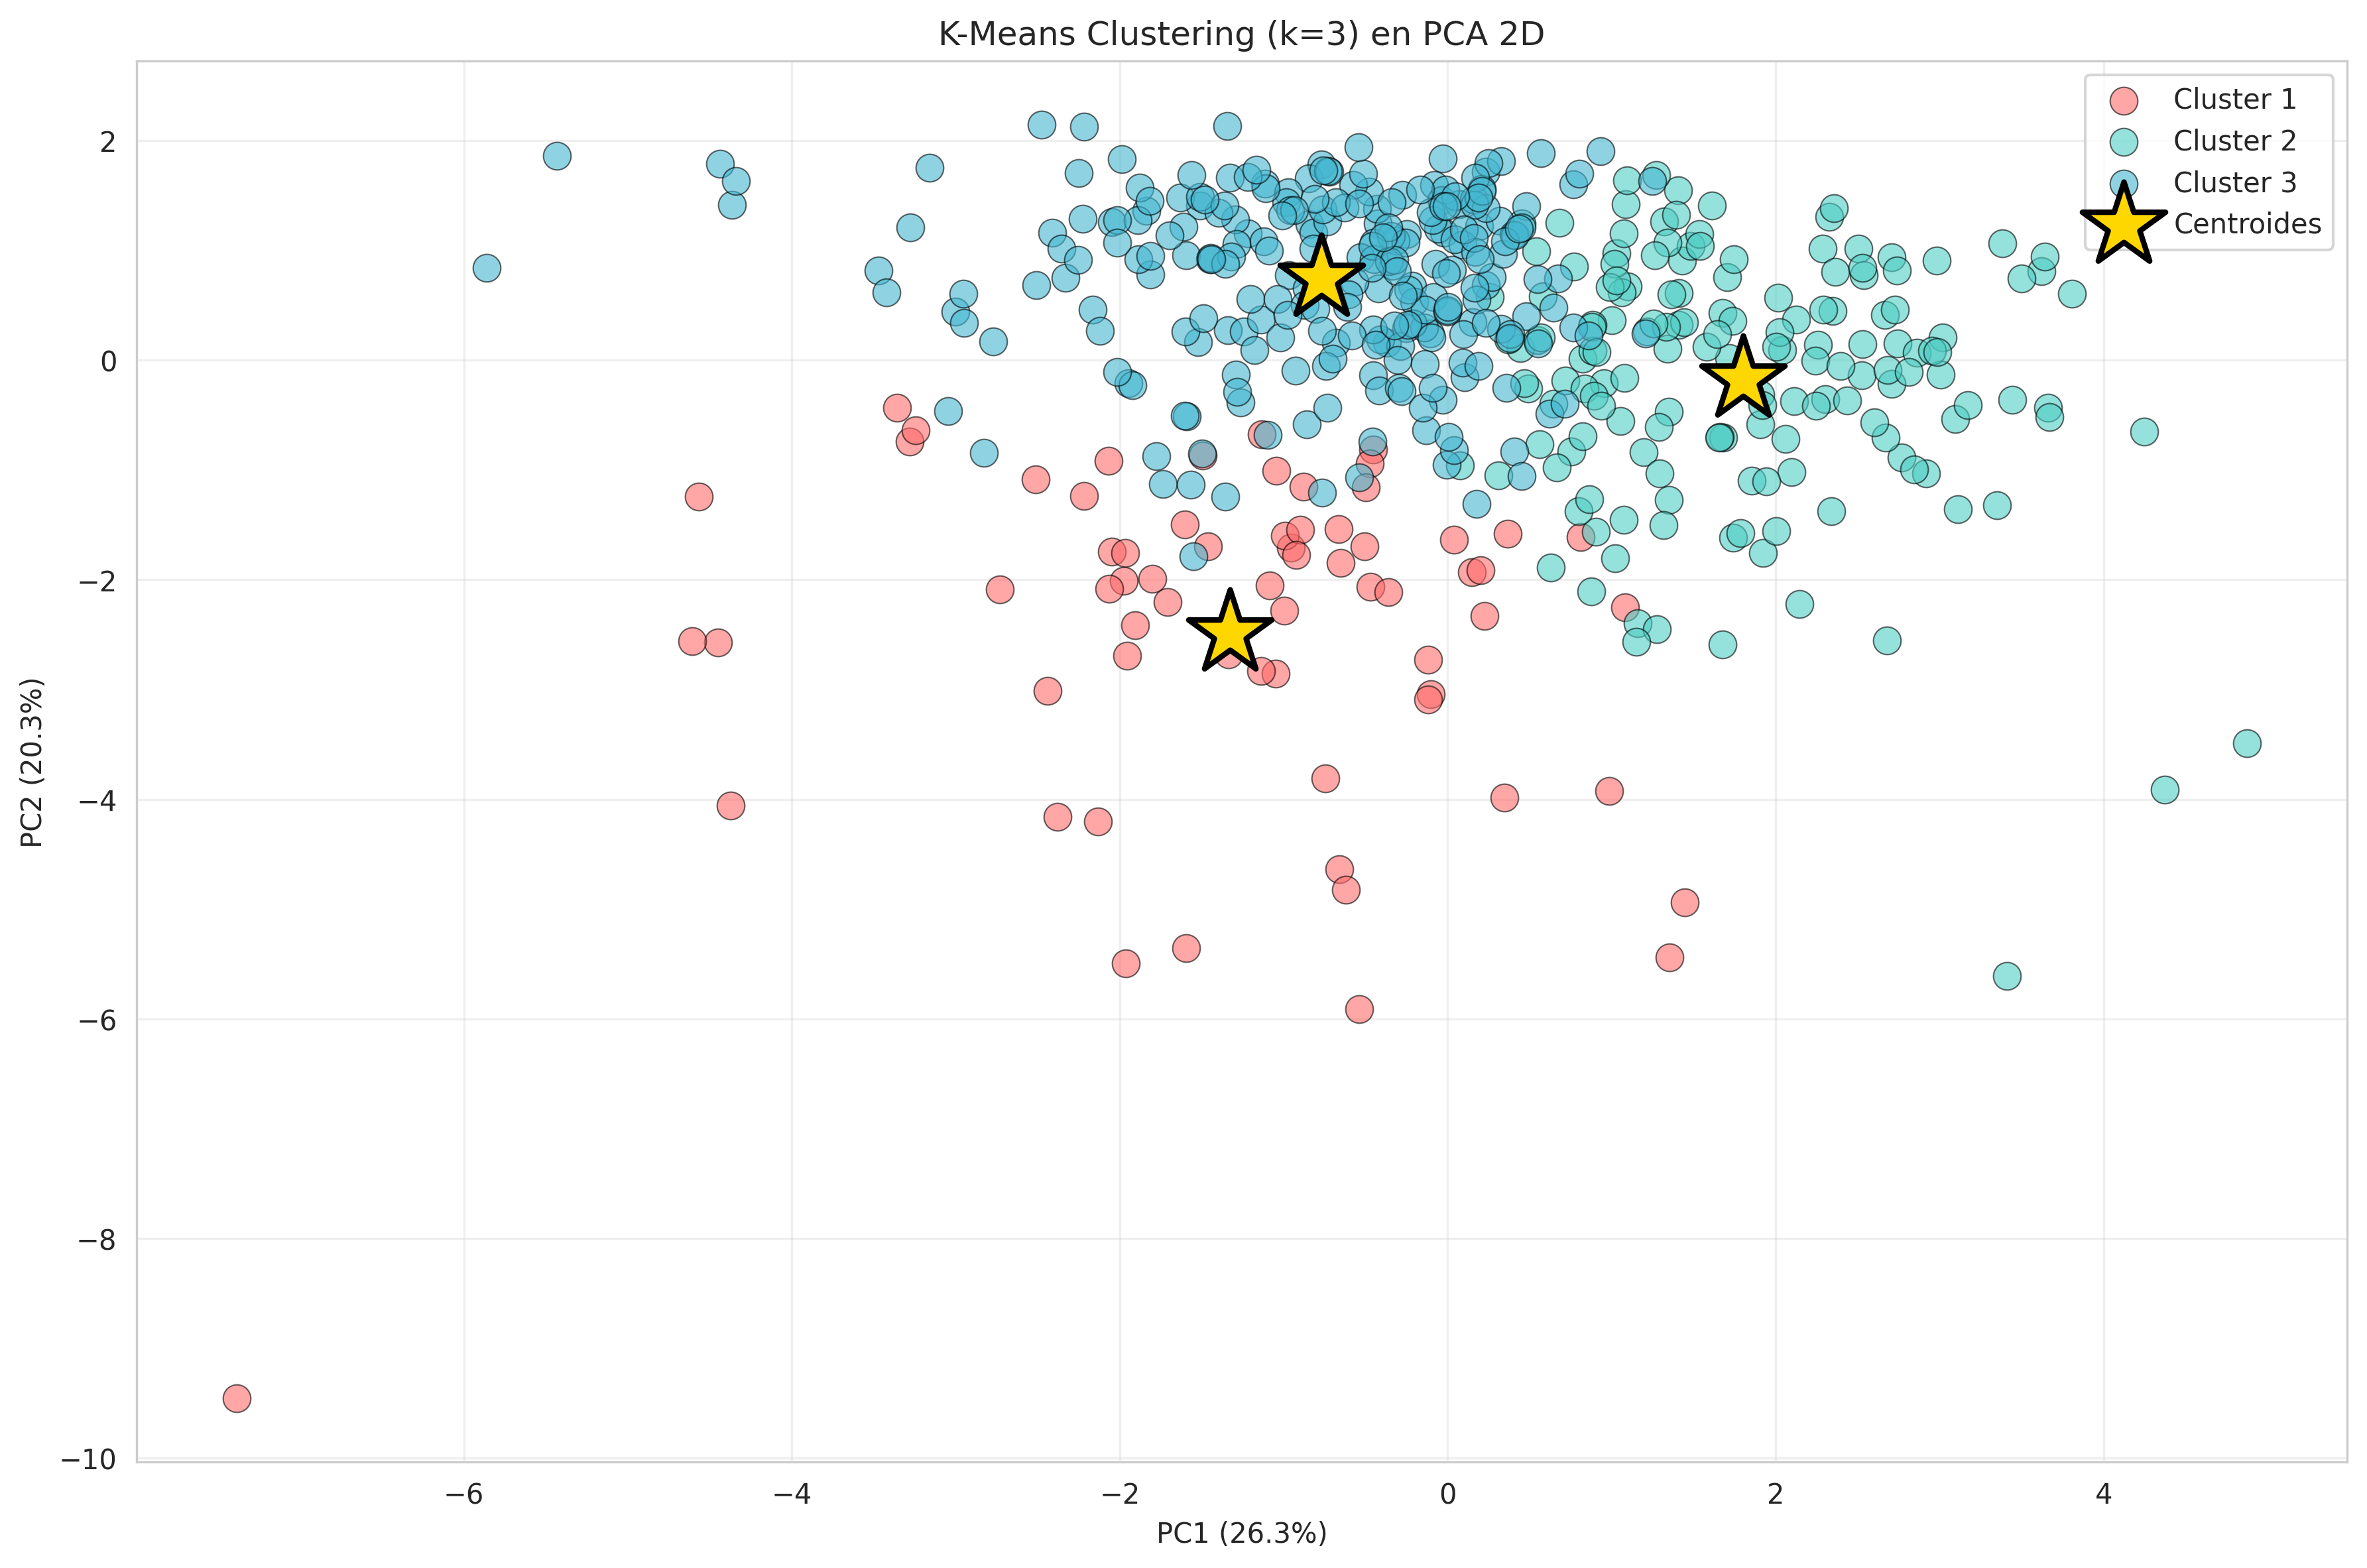 K-Means Clustering (k=3) en PCA 2D
Cluster 1
Cluster 2
Cluster 3
Centroides
2
0
−2
−4
−6
−8
−10
PC2 (20.3%)
−6
−4
−2
0
2
4
PC1 (26.3%)